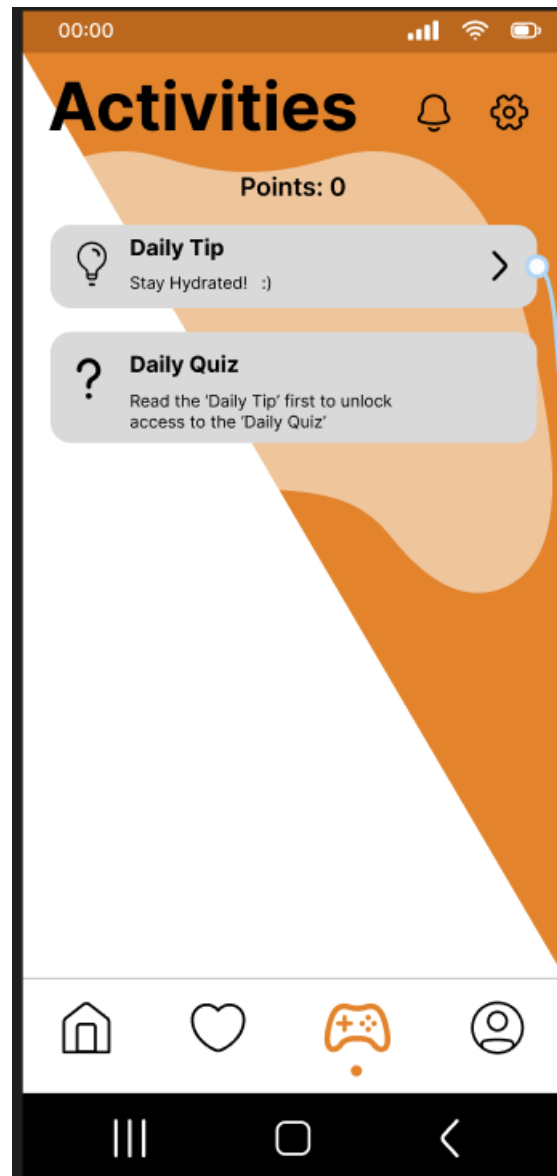 00:00
Activities
Points: 0
Daily Tip
Stay Hydrated!   :)
Daily Quiz
Read the ‘Daily Tip’ first to unlock
access to the ‘Daily Quiz’